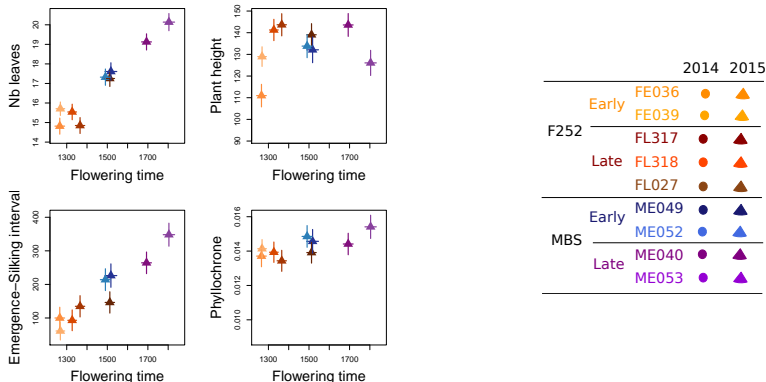 Nb leaves
14 15 16 17 18 19 20
1300 1500 1700
Flowering time
Plant height
90 100 110 120 130 140 150
1300 1500 1700
Flowering time
Emergence−Silking interval
100 200 300 400
1300 1500 1700
Flowering time
Phyllochrone
0.010 0.012 0.014 0.016
1300 1500 1700
Flowering time
2014 2015
F252
Early
FE036
FE039
Late
FL317
FL318
FL027
MBS
Early
ME049
ME052
Late
ME040
ME053